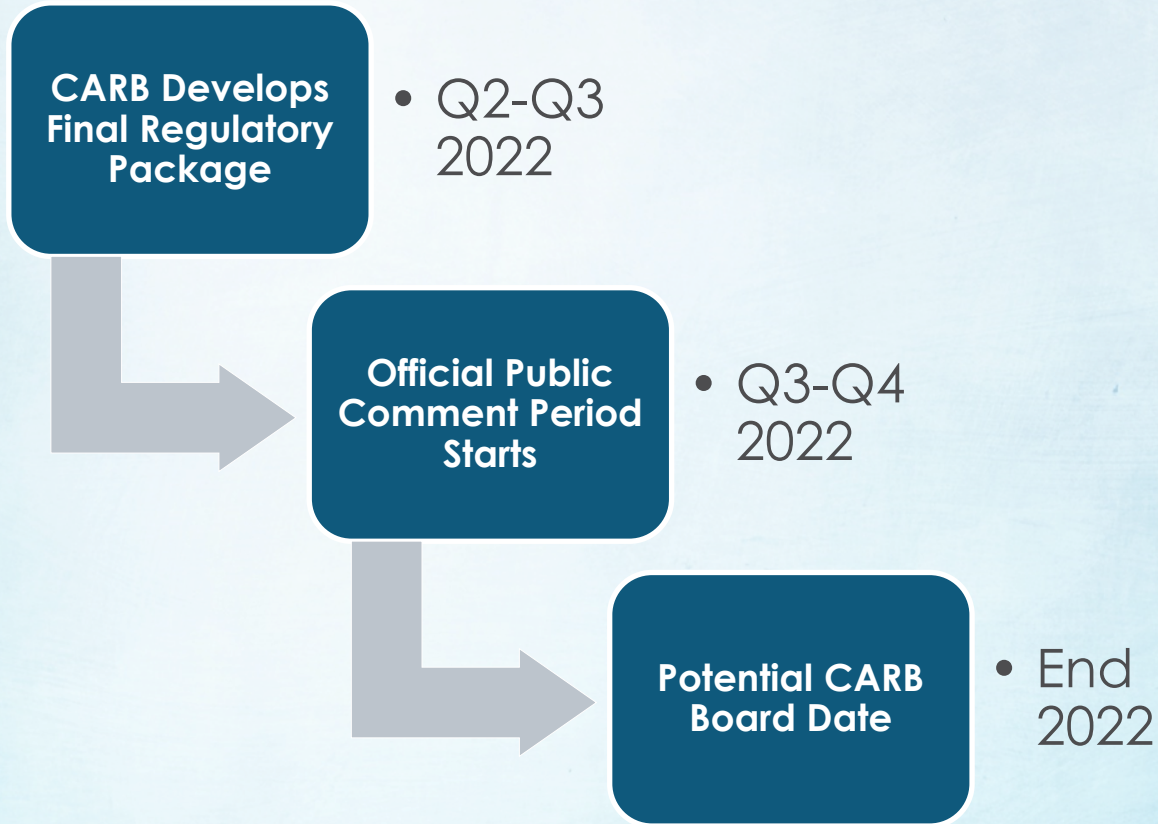 CARB Develops
Final Regulatory
Package
• Q2-Q3
2022
Official Public
Comment Period
Starts
• Q3-Q4
2022
Potential CARB
Board Date
• End
2022